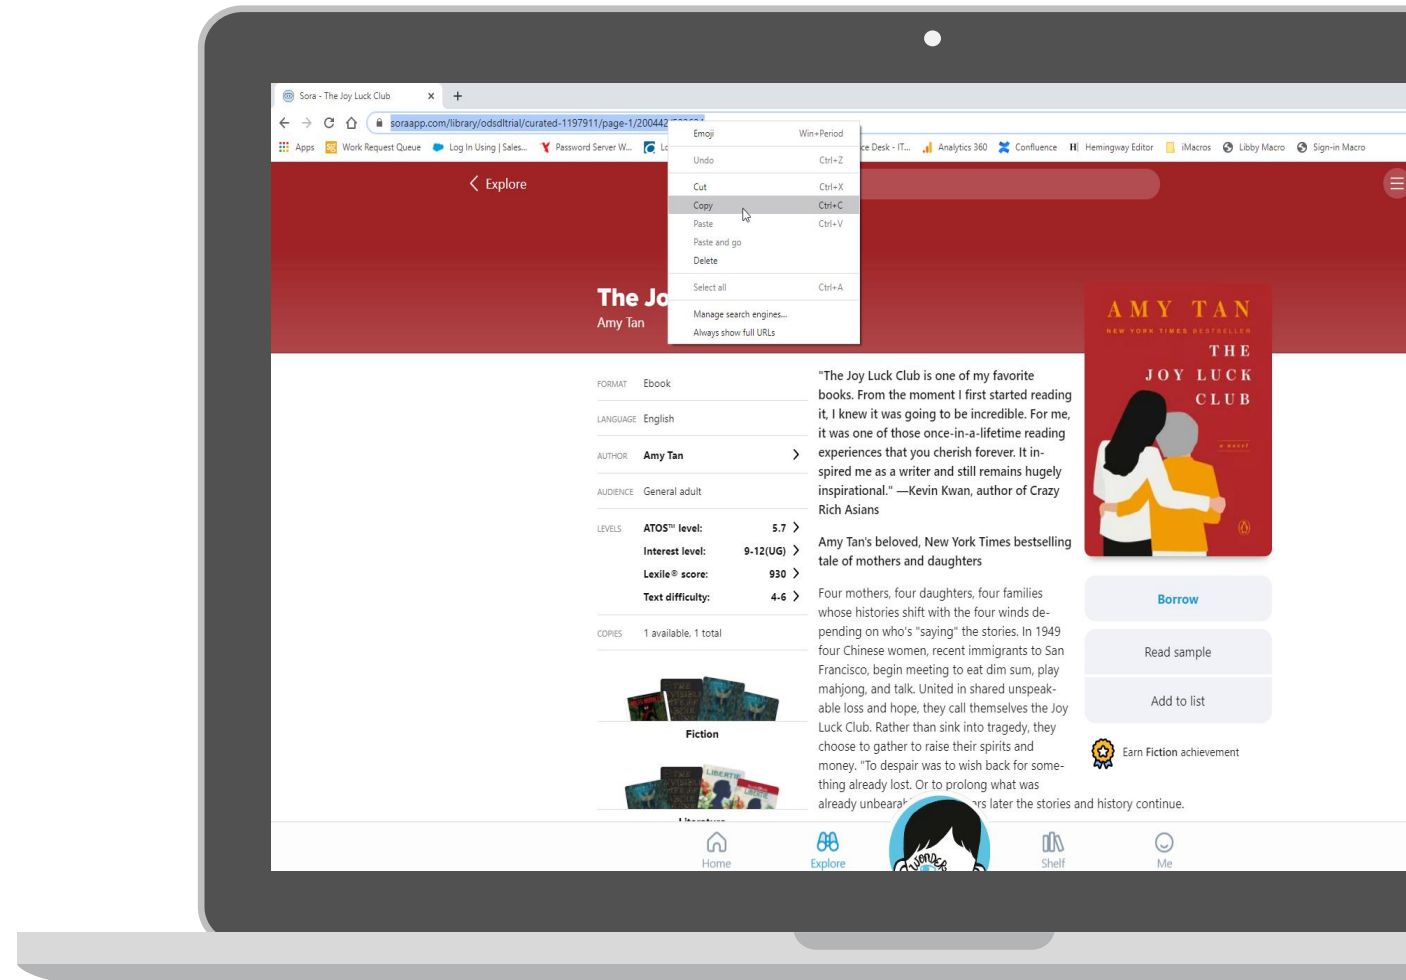 Sora - The Joy Luck Club
soraapp.com/library/odsdltrial/curated-1197911/page-1/200442
Apps Work Request Queue Log In Using | Sales... Password Server W... ce Desk - IT... Analytics 360 Confluence Hemingway Editor iMacros Libby Macro Sign-in Macro
Emoji Win+Period
Undo Ctrl+Z
Cut Ctrl+X
Copy Ctrl+C
Paste Ctrl+V
Paste and go
Delete
Select all Ctrl+A
Manage search engines...
Always show full URLs
Explore
The Jo
Amy Tan
FORMAT Ebook
LANGUAGE English
AUTHOR Amy Tan
AUDIENCE General adult
LEVELS ATOS™ level: 5.7
Interest level: 9-12(UG)
Lexile® score: 930
Text difficulty: 4-6
COPIES 1 available, 1 total
Fiction
LIBERTIE
"The Joy Luck Club is one of my favorite
books. From the moment I first started reading
it, I knew it was going to be incredible. For me,
it was one of those once-in-a-lifetime reading
experiences that you cherish forever. It in-
spired me as a writer and still remains hugely
inspirational." —Kevin Kwan, author of Crazy
Rich Asians
Amy Tan's beloved, New York Times bestselling
tale of mothers and daughters
Four mothers, four daughters, four families
whose histories shift with the four winds de-
pending on who's "saying" the stories. In 1949
four Chinese women, recent immigrants to San
Francisco, begin meeting to eat dim sum, play
mahjong, and talk. United in shared unspeak-
able loss and hope, they call themselves the Joy
Luck Club. Rather than sink into tragedy, they
choose to gather to raise their spirits and
money. "To despair was to wish back for some-
thing already lost. Or to prolong what was
already unbear rs later the stories and history continue.
AMY TAN
NEW YORK TIMES BESTSELLER
THE
JOY LUCK
CLUB
a novel
Borrow
Read sample
Add to list
Earn Fiction achievement
Home
Explore
WONDER
Shelf
Me